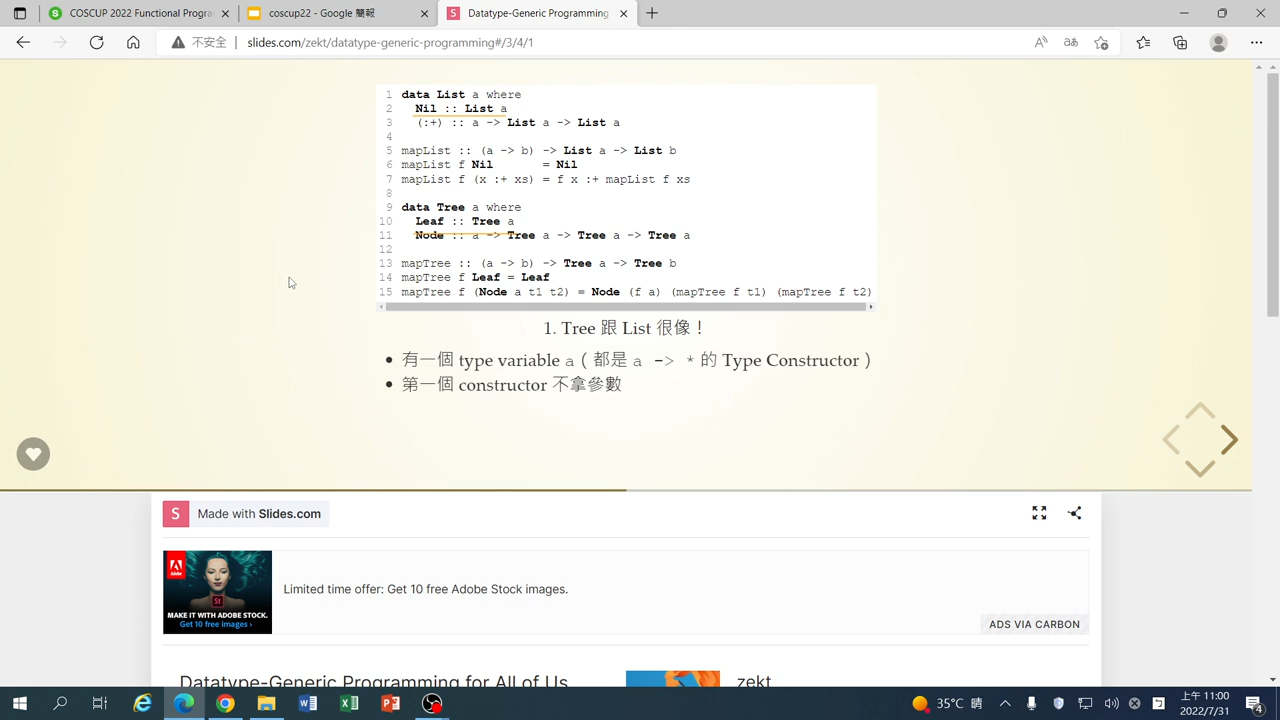 COSCUP 2022 Functional Progra
coscup22 - Google 簡報
Datatype-Generic Programming
不安全
slides.com/zekt/datatype-generic-programming#/3/4/1
1 data List a where
2 Nil :: List a
3 (:+) :: a -> List a -> List a
4
5 mapList :: (a -> b) -> List a -> List b
6 mapList f Nil = Nil
7 mapList f (x :+ xs) = f x :+ mapList f xs
8
9 data Tree a where
10 Leaf :: Tree a
11 Node :: a -> Tree a -> Tree a -> Tree a
12
13 mapTree :: (a -> b) -> Tree a -> Tree b
14 mapTree f Leaf = Leaf
15 mapTree f (Node a t1 t2) = Node (f a) (mapTree f t1) (mapTree f t2)
1. Tree 跟 List 很像！
• 有一個 type variable a（都是 a -> * 的 Type Constructor）
• 第一個 constructor 不拿參數
S Made with Slides.com
Adobe
St
MAKE IT WITH ADOBE STOCK.
Get 10 free images ›
Limited time offer: Get 10 free Adobe Stock images.
ADS VIA CARBON
Datatype-Generic Programming for All of Us
zekt
35°C 晴
上午 11:00
2022/7/31
4